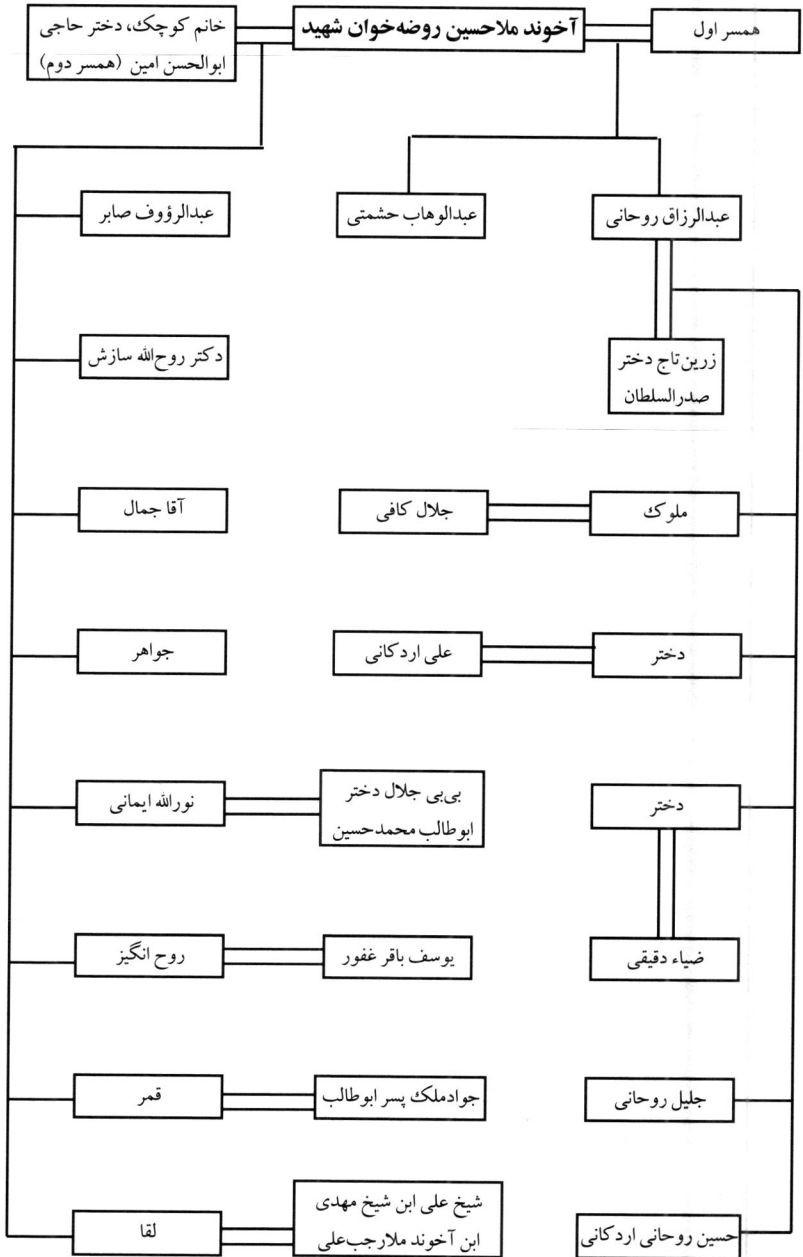 همسر اول
آخوند ملاحسین روضه‌خوان شهید
خانم کوچک، دختر حاجی
ابوالحسن امین (همسر دوم)
عبدالرزاق روحانی
عبدالوهاب حشمتی
عبدالرؤوف صابر
زرین‌تاج دختر
صدرالسلطان
دکتر روح‌الله سازش
ملوک
جلال کافی
آقا جمال
دختر
علی اردکانی
جواهر
دختر
بی‌بی جلال دختر
ابوطالب محمدحسین
نورالله ایمانی
ضیاء دقیقی
یوسف باقر غفور
روح انگیز
جلیل روحانی
جوادملک پسر ابوطالب
قمر
حسین روحانی اردکانی
شیخ علی ابن شیخ مهدی
ابن آخوند ملارجب‌علی
لقا